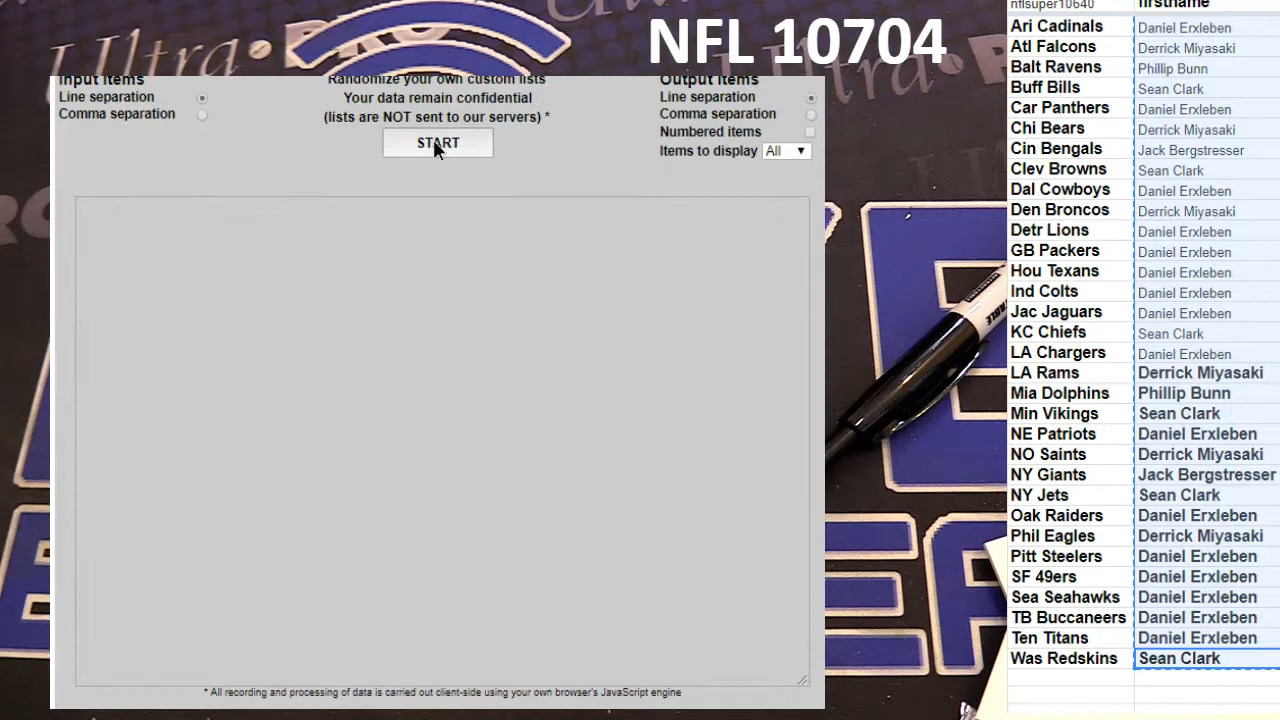 NFL 10704
Ultra·PRO
Input Items
Line separation
Comma separation
Randomize your own custom lists
Your data remain confidential
(lists are NOT sent to our servers) *
START
Output Items
Line separation
Comma separation
Numbered items
Items to display All
* All recording and processing of data is carried out client-side using your own browser's JavaScript engine
nflsuper10640 firstname
Ari Cadinals Daniel Erxleben
Atl Falcons Derrick Miyasaki
Balt Ravens Phillip Bunn
Buff Bills Sean Clark
Car Panthers Daniel Erxleben
Chi Bears Derrick Miyasaki
Cin Bengals Jack Bergstresser
Clev Browns Sean Clark
Dal Cowboys Daniel Erxleben
Den Broncos Derrick Miyasaki
Detr Lions Daniel Erxleben
GB Packers Daniel Erxleben
Hou Texans Daniel Erxleben
Ind Colts Daniel Erxleben
Jac Jaguars Daniel Erxleben
KC Chiefs Sean Clark
LA Chargers Daniel Erxleben
LA Rams Derrick Miyasaki
Mia Dolphins Phillip Bunn
Min Vikings Sean Clark
NE Patriots Daniel Erxleben
NO Saints Derrick Miyasaki
NY Giants Jack Bergstresser
NY Jets Sean Clark
Oak Raiders Daniel Erxleben
Phil Eagles Derrick Miyasaki
Pitt Steelers Daniel Erxleben
SF 49ers Daniel Erxleben
Sea Seahawks Daniel Erxleben
TB Buccaneers Daniel Erxleben
Ten Titans Daniel Erxleben
Was Redskins Sean Clark